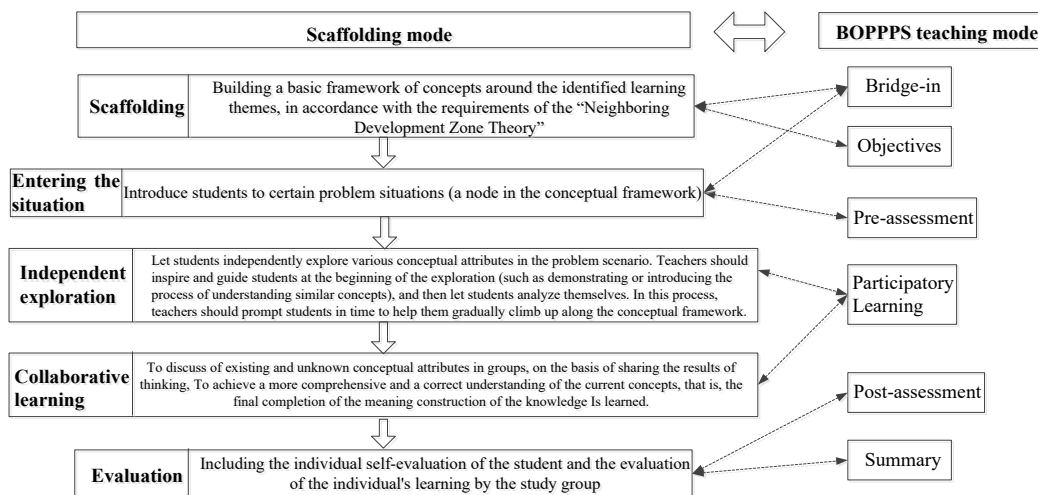 Scaffolding mode
BOPPPS teaching mode
Scaffolding
Building a basic framework of concepts around the identified learning
themes, in accordance with the requirements of the “Neighboring
Development Zone Theory”
Bridge-in
Objectives
Entering the
situation
Introduce students to certain problem situations (a node in the conceptual framework)
Pre-assessment
Independent
exploration
Let students independently explore various conceptual attributes in the problem scenario. Teachers should
inspire and guide students at the beginning of the exploration (such as demonstrating or introducing the
process of understanding similar concepts), and then let students analyze themselves. In this process,
teachers should prompt students in time to help them gradually climb up along the conceptual framework.
Participatory
Learning
Collaborative
learning
To discuss of existing and unknown conceptual attributes in groups, on the basis of sharing the results of
thinking, To achieve a more comprehensive and a correct understanding of the current concepts, that is, the
final completion of the meaning construction of the knowledge Is learned.
Post-assessment
Evaluation
Including the individual self-evaluation of the student and the evaluation
of the individual's learning by the study group
Summary